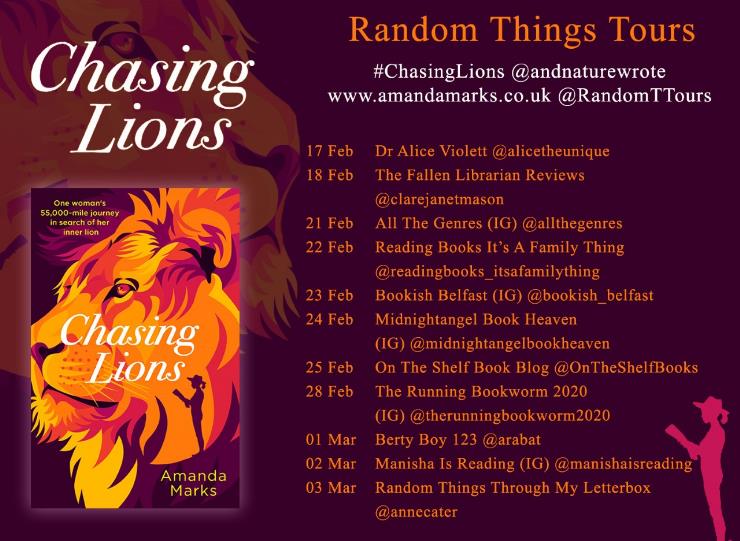 Chasing
Lions
One woman's
55,000-mile journey
in search of her
inner lion
Chasing
Lions
Amanda
Marks
Random Things Tours
#ChasingLions @andnaturewrote
www.amandamarks.co.uk @RandomTTours
17 Feb Dr Alice Violett @alicetheunique
18 Feb The Fallen Librarian Reviews
@clarejanetmason
21 Feb All The Genres (IG) @allthegenres
22 Feb Reading Books It's A Family Thing
@readingbooks_itsafamilything
23 Feb Bookish Belfast (IG) @bookish_belfast
24 Feb Midnightangel Book Heaven
(IG) @midnightangelbookheaven
25 Feb On The Shelf Book Blog @OnTheShelfBooks
28 Feb The Running Bookworm 2020
(IG) @therunningbookworm2020
01 Mar Berty Boy 123 @arabat
02 Mar Manisha Is Reading (IG) @manishaisreading
03 Mar Random Things Through My Letterbox
@annecater